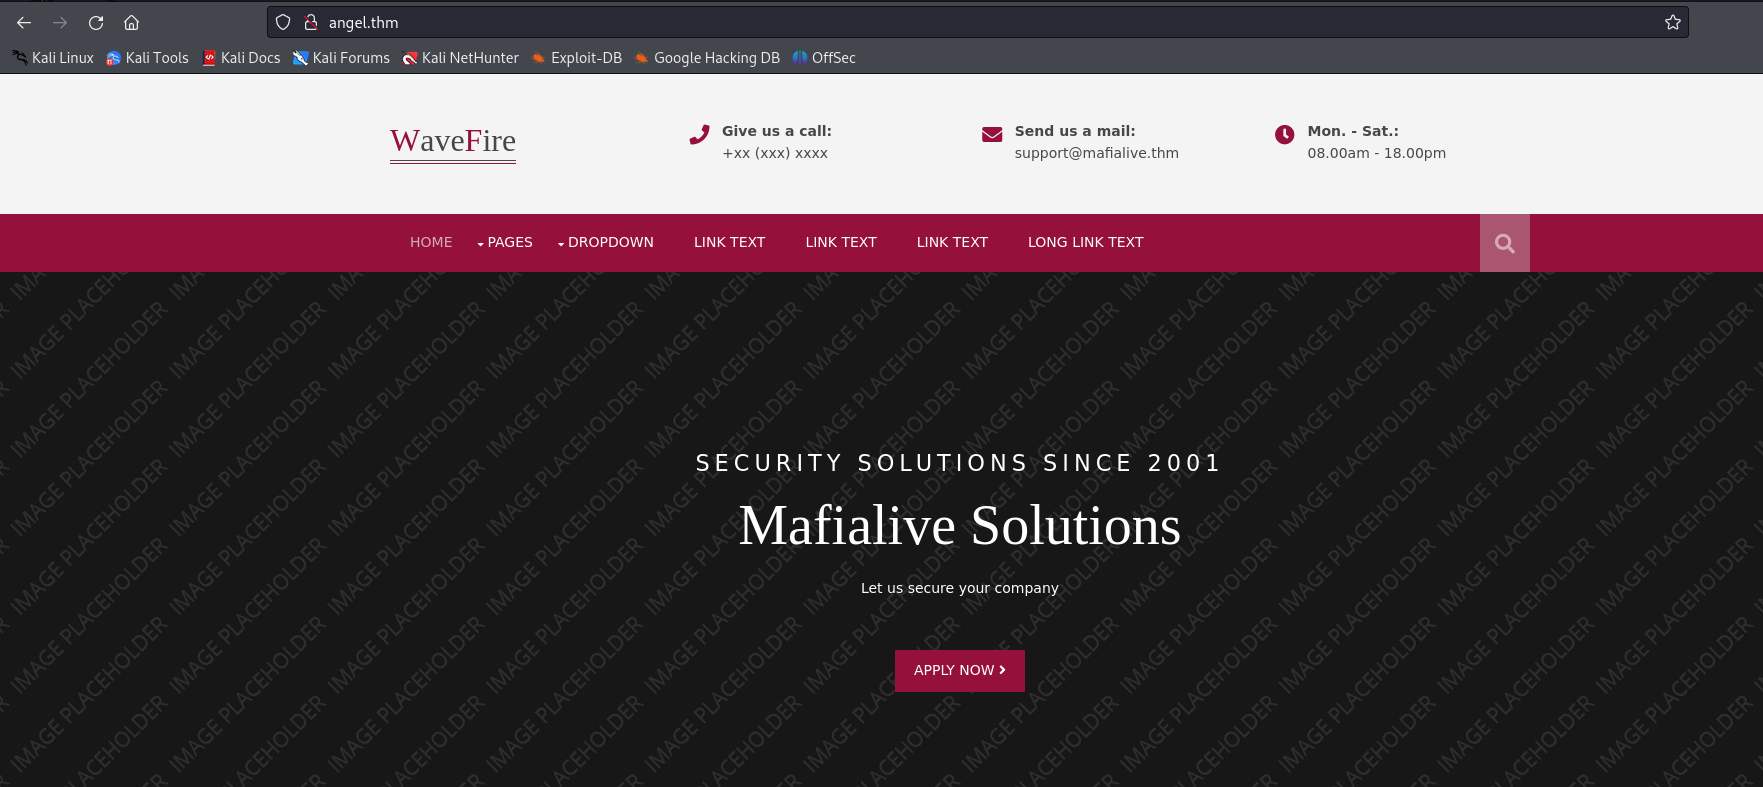 angel.thm
Kali Linux Kali Tools Kali Docs Kali Forums Kali NetHunter Exploit-DB Google Hacking DB OffSec
WaveFire
Give us a call:
+xx (xxx) xxxx
Send us a mail:
support@mafialive.thm
Mon. - Sat.:
08.00am - 18.00pm
HOME PAGES DROPDOWN LINK TEXT LINK TEXT LINK TEXT LONG LINK TEXT
IMAGE PLACEHOLDER
SECURITY SOLUTIONS SINCE 2001
Mafialive Solutions
Let us secure your company
APPLY NOW